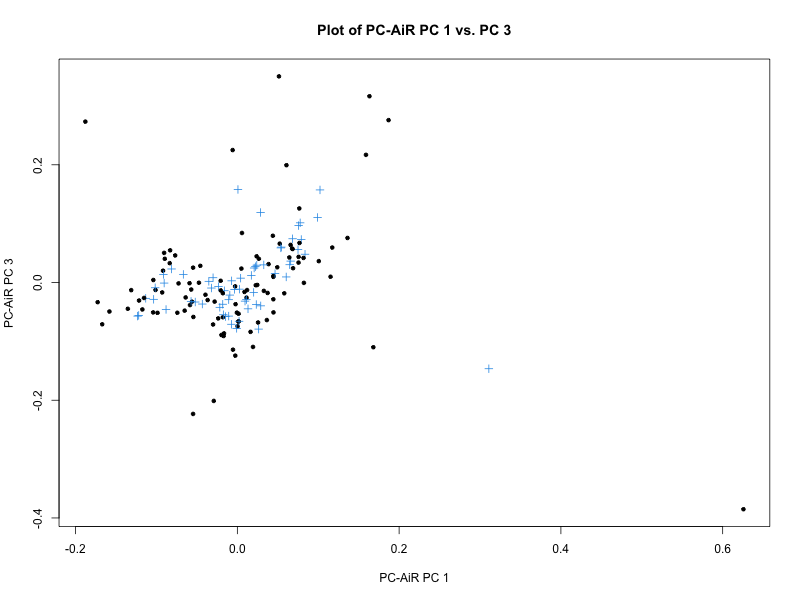 Plot of PC-AiR PC 1 vs. PC 3
PC-AiR PC 3
0.2
0.0
-0.2
-0.4
-0.2 0.0 0.2 0.4 0.6
PC-AiR PC 1